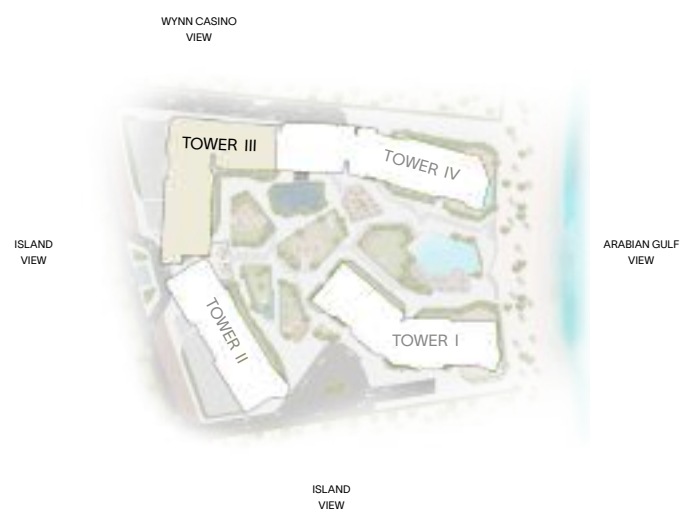 WYNN CASINO
VIEW
TOWER III
TOWER IV
ISLAND
VIEW
ARABIAN GULF
VIEW
TOWER II
TOWER I
ISLAND
VIEW